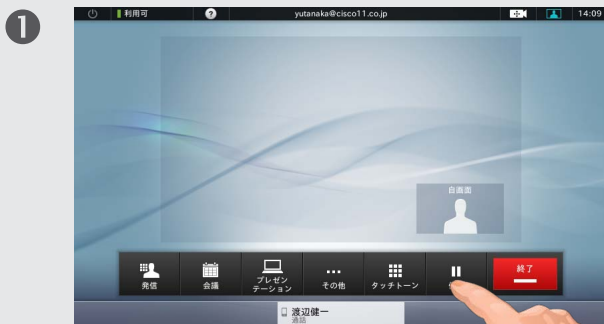 1
利用可
?
yutanaka@cisco11.co.jp
14:09
自画面
発信
会議
プレゼン
テーション
その他
タッチトーン
終了
渡辺健一
通話